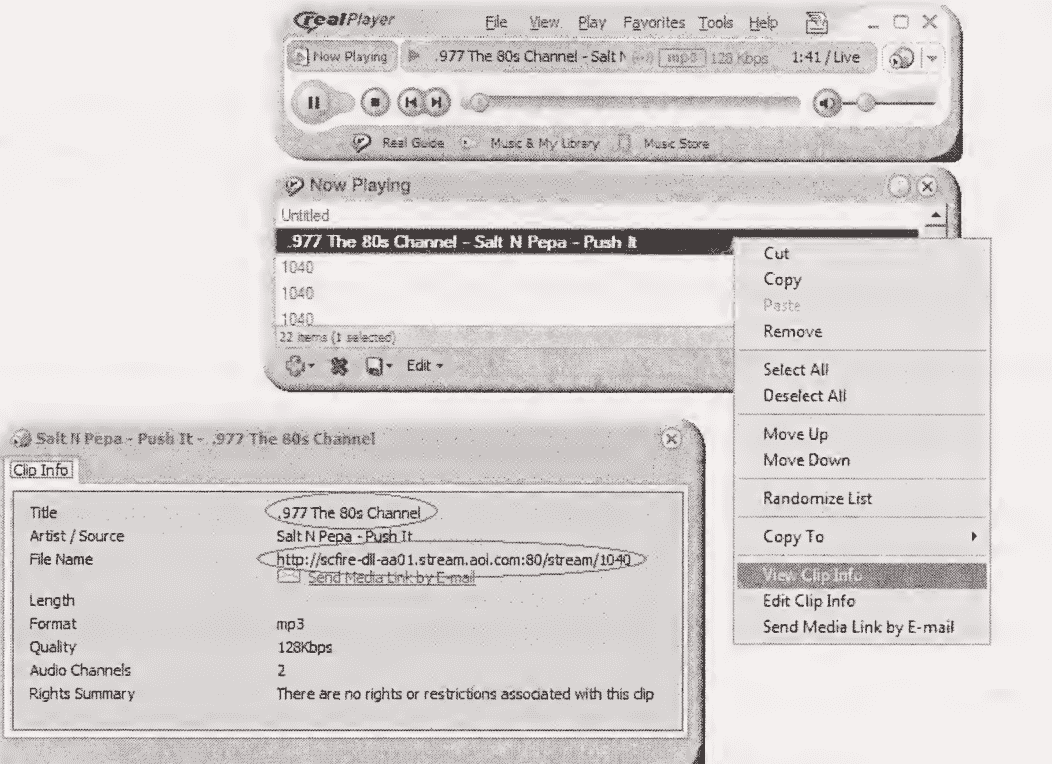 realPlayer File View Play Favorites Tools Help
Now Playing .977 The 80s Channel - Salt N mp3 128 Kbps 1:41 / Live
Real Guide Music & My Library Music Store
Now Playing
Untitled
.977 The 80s Channel - Salt N Pepa - Push It
1040
1040
1040
22 items (1 selected)
Edit
Cut
Copy
Paste
Remove
Select All
Deselect All
Move Up
Move Down
Randomize List
Copy To
View Clip Info
Edit Clip Info
Send Media Link by E-mail
Salt N Pepa - Push It - .977 The 80s Channel
Clip Info
Title .977 The 80s Channel
Artist / Source Salt N Pepa - Push It
File Name http://scfire-dll-aa01.stream.aol.com:80/stream/1040
Send Media Link by E-mail
Length
Format mp3
Quality 128Kbps
Audio Channels 2
Rights Summary There are no rights or restrictions associated with this clip